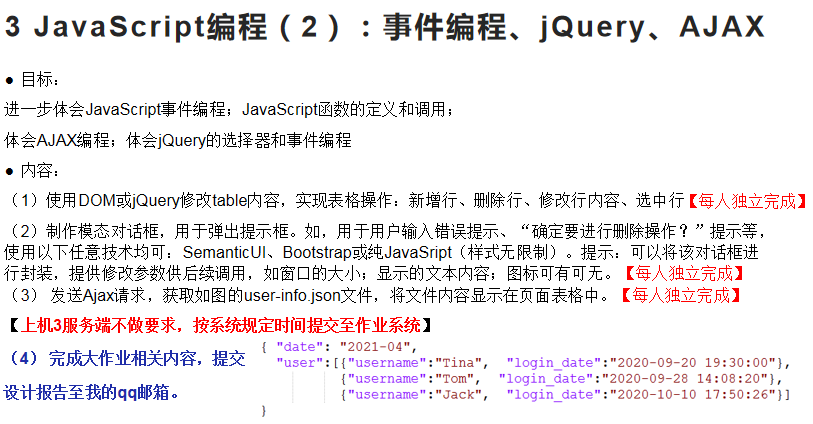 3 JavaScript编程（2）：事件编程、jQuery、AJAX
● 目标：
进一步体会JavaScript事件编程；JavaScript函数的定义和调用；
体会AJAX编程；体会jQuery的选择器和事件编程
● 内容：
（1）使用DOM或jQuery修改table内容，实现表格操作：新增行、删除行、修改行内容、选中行【每人独立完成】
（2）制作模态对话框，用于弹出提示框。如，用于用户输入错误提示、“确定要进行删除操作？”提示等，
使用以下任意技术均可：SemanticUI、Bootstrap或纯JavaSript（样式无限制）。提示：可以将该对话框进
行封装，提供修改参数供后续调用，如窗口的大小；显示的文本内容；图标可有可无。【每人独立完成】
（3） 发送Ajax请求，获取如图的user-info.json文件，将文件内容显示在页面表格中。【每人独立完成】
【上机3服务端不做要求，按系统规定时间提交至作业系统】
（4） 完成大作业相关内容，提交
设计报告至我的qq邮箱。
{ "date": "2021-04",
"user":[{"username":"Tina", "login_date":"2020-09-20 19:30:00"},
{"username":"Tom", "login_date":"2020-09-28 14:08:20"},
{"username":"Jack", "login_date":"2020-10-10 17:50:26"}]
}